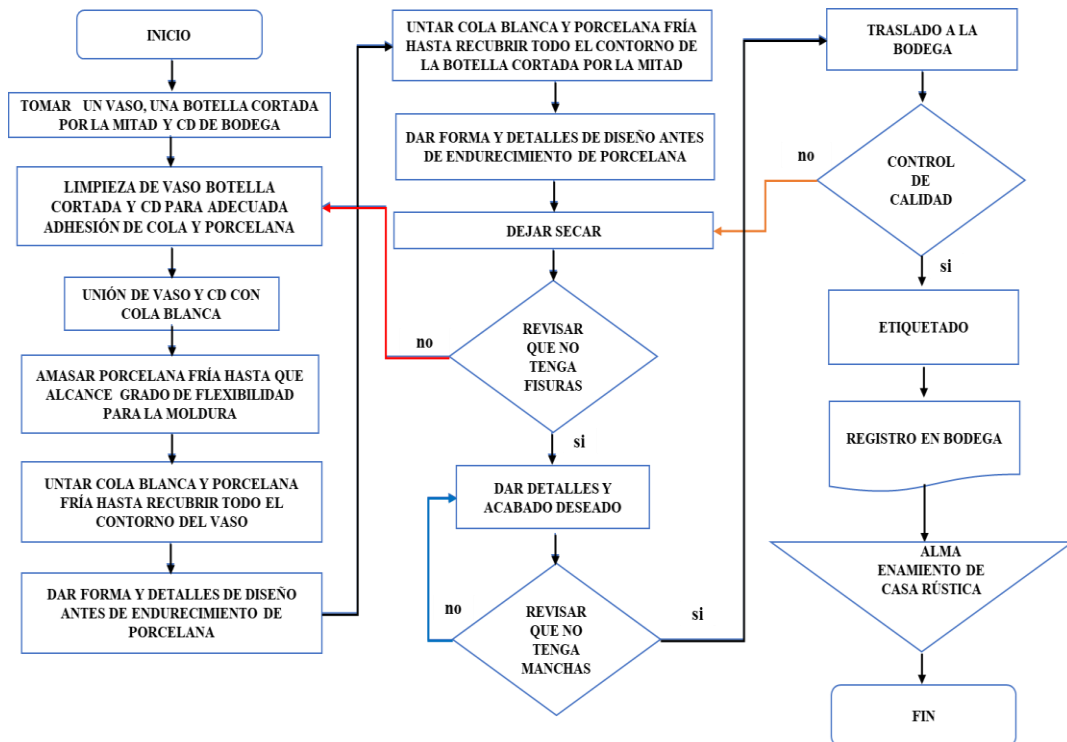 INICIO
TOMAR UN VASO, UNA BOTELLA CORTADA
POR LA MITAD Y CD DE BODEGA
LIMPIEZA DE VASO BOTELLA
CORTADA Y CD PARA ADECUADA
ADHESIÓN DE COLA Y PORCELANA
UNIÓN DE VASO Y CD CON
COLA BLANCA
AMASAR PORCELANA FRÍA HASTA QUE
ALCANCE GRADO DE FLEXIBILIDAD
PARA LA MOLDURA
UNTAR COLA BLANCA Y PORCELANA
FRÍA HASTA RECUBRIR TODO EL
CONTORNO DEL VASO
DAR FORMA Y DETALLES DE DISEÑO
ANTES DE ENDURECIMIENTO DE
PORCELANA
UNTAR COLA BLANCA Y PORCELANA FRÍA
HASTA RECUBRIR TODO EL CONTORNO DE
LA BOTELLA CORTADA POR LA MITAD
DAR FORMA Y DETALLES DE DISEÑO ANTES
DE ENDURECIMIENTO DE PORCELANA
DEJAR SECAR
REVISAR
QUE NO
TENGA
FISURAS
no
si
DAR DETALLES Y
ACABADO DESEADO
REVISAR
QUE NO
TENGA
MANCHAS
no
si
TRASLADO A LA
BODEGA
CONTROL
DE
CALIDAD
no
si
ETIQUETADO
REGISTRO EN BODEGA
ALMA
ENAMIENTO DE
CASA RÚSTICA
FIN